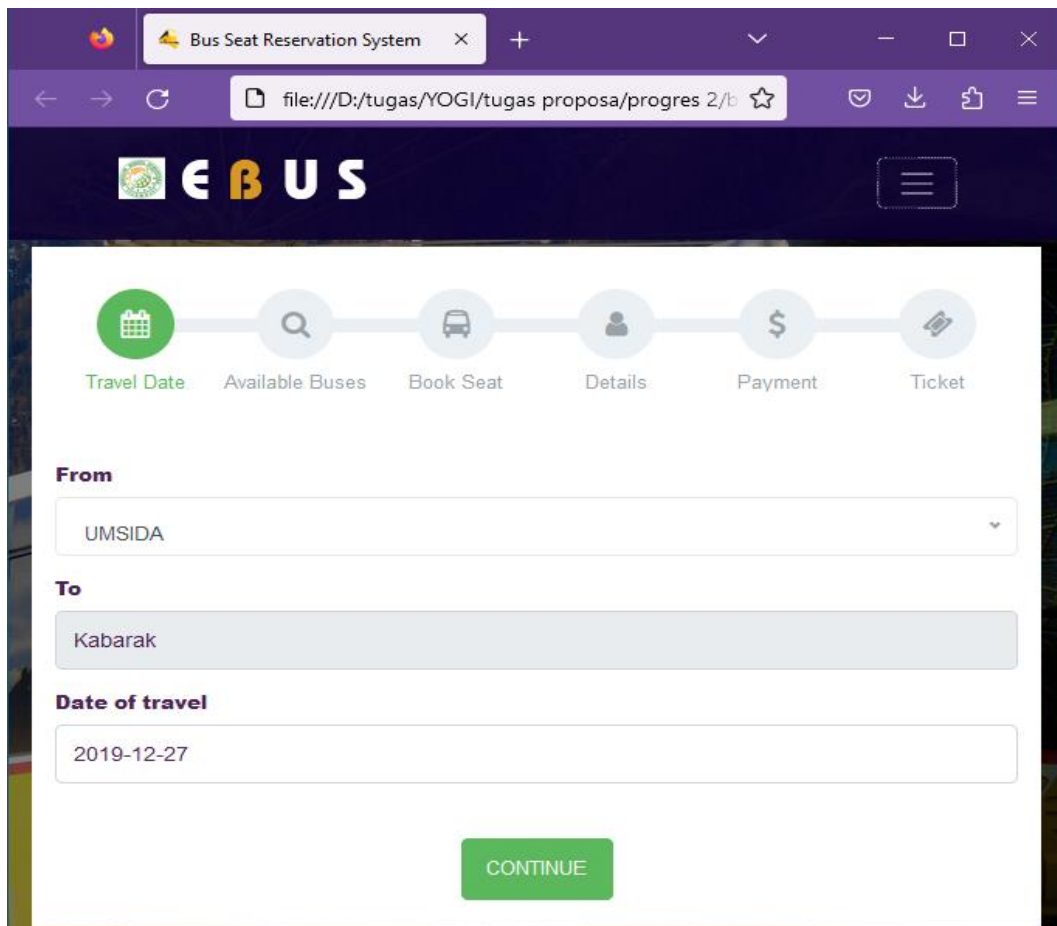 Bus Seat Reservation System
file:///D:/tugas/YOGI/tugas proposa/progres 2/b
EβUS
Travel Date Available Buses Book Seat Details Payment Ticket
From
UMSIDA
To
Kabarak
Date of travel
2019-12-27
CONTINUE